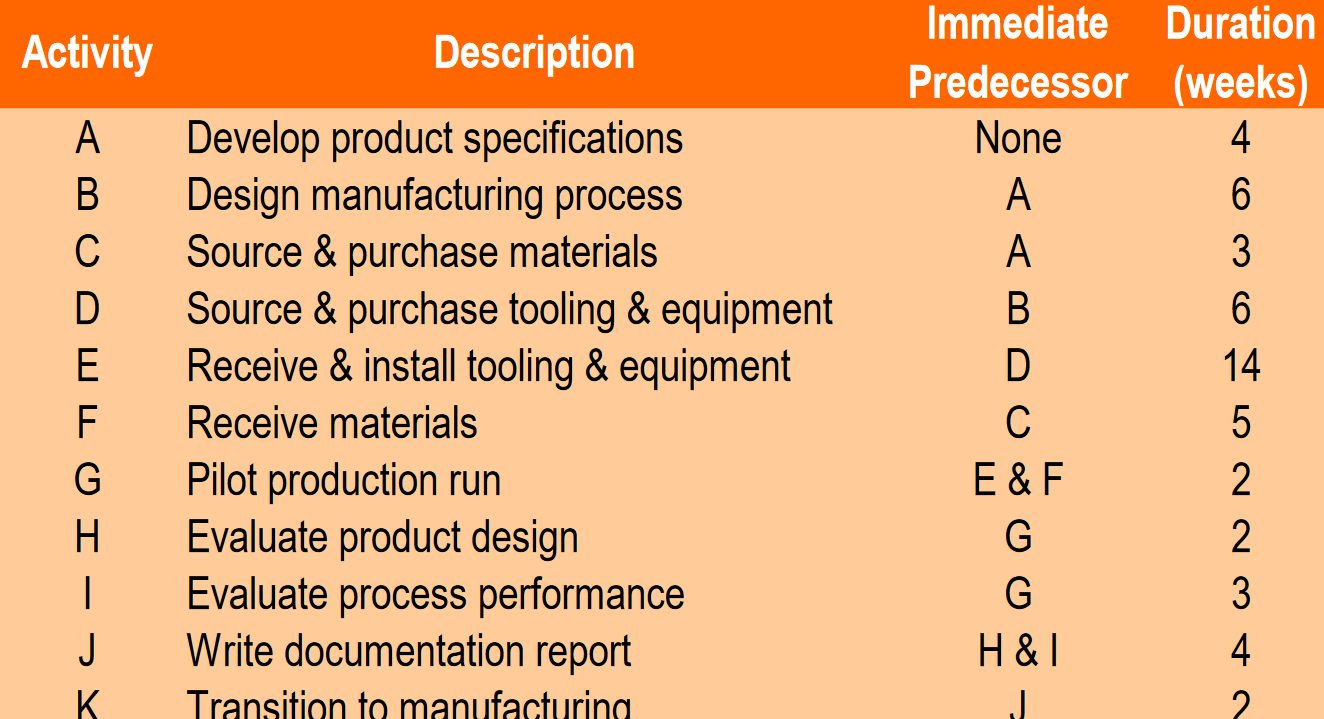 Activity Description Immediate Predecessor Duration (weeks)
A Develop product specifications None 4
B Design manufacturing process A 6
C Source & purchase materials A 3
D Source & purchase tooling & equipment B 6
E Receive & install tooling & equipment D 14
F Receive materials C 5
G Pilot production run E & F 2
H Evaluate product design G 2
I Evaluate process performance G 3
J Write documentation report H & I 4
K Transition to manufacturing J 2